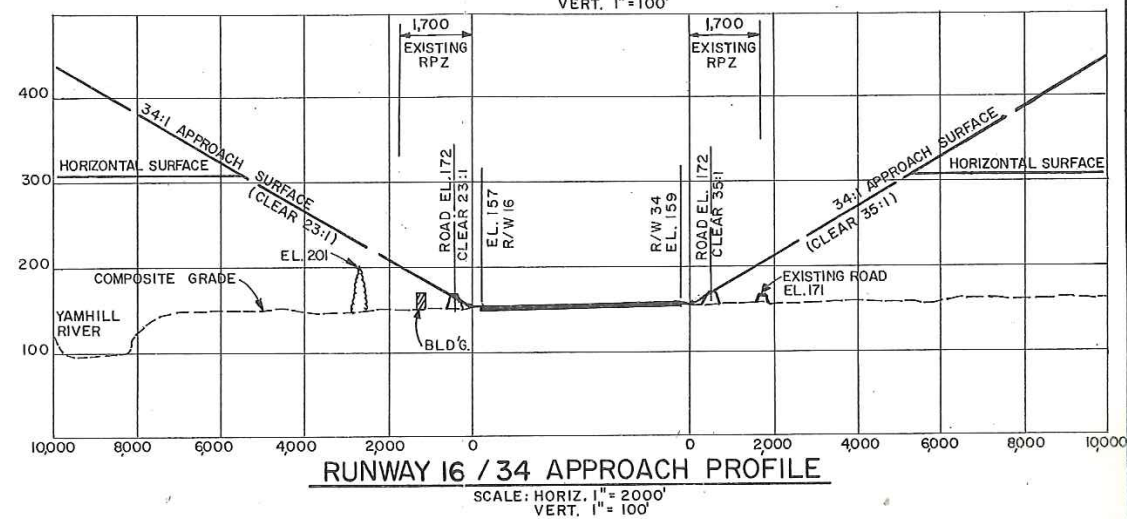 VERT. 1"=100'
1,700
EXISTING
RPZ
1,700
EXISTING
RPZ
400
300
200
100
34:1 APPROACH SURFACE
(CLEAR 23:1)
HORIZONTAL SURFACE
ROAD EL. 172
CLEAR 23:1
EL. 157
R/W 16
R/W 34
EL. 159
ROAD EL. 172
CLEAR 35:1
34:1 APPROACH SURFACE
(CLEAR 35:1)
HORIZONTAL SURFACE
EL. 201
COMPOSITE GRADE
EXISTING ROAD
EL. 171
YAMHILL
RIVER
BLD'G.
10,000 8,000 6,000 4,000 2,000 0 0 2,000 4,000 6,000 8,000 10,000
RUNWAY 16 / 34 APPROACH PROFILE
SCALE: HORIZ. 1"= 2000'
VERT. 1"= 100'